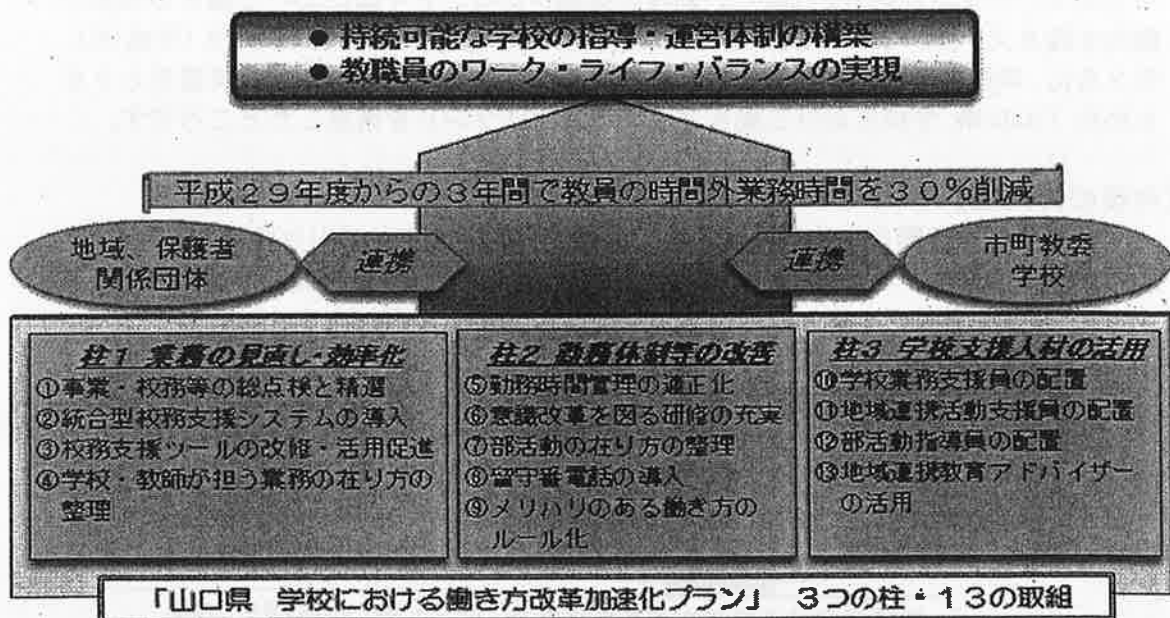 ● 持続可能な学校の指導・運営体制の構築
● 教職員のワーク・ライフ・バランスの実現
平成29年度からの3年間で教員の時間外業務時間を30%削減
地域、保護者
関係団体
連携
連携
市町教委
学校
柱1 業務の見直し・効率化
①事業・校務等の総点検と精選
②統合型校務支援システムの導入
③校務支援ツールの改修・活用促進
④学校・教師が担う業務の在り方の
整理
柱2 勤務体制等の改善
⑤勤務時間管理の適正化
⑥意識改革を図る研修の充実
⑦部活動の在り方の整理
⑧留守番電話の導入
⑨メリハリのある働き方の
ルール化
柱3 学校支援人材の活用
⑩学校業務支援員の配置
⑪地域連携活動支援員の配置
⑫部活動指導員の配置
⑬地域連携教育アドバイザー
の活用
「山口県 学校における働き方改革加速化プラン」 3つの柱・13の取組